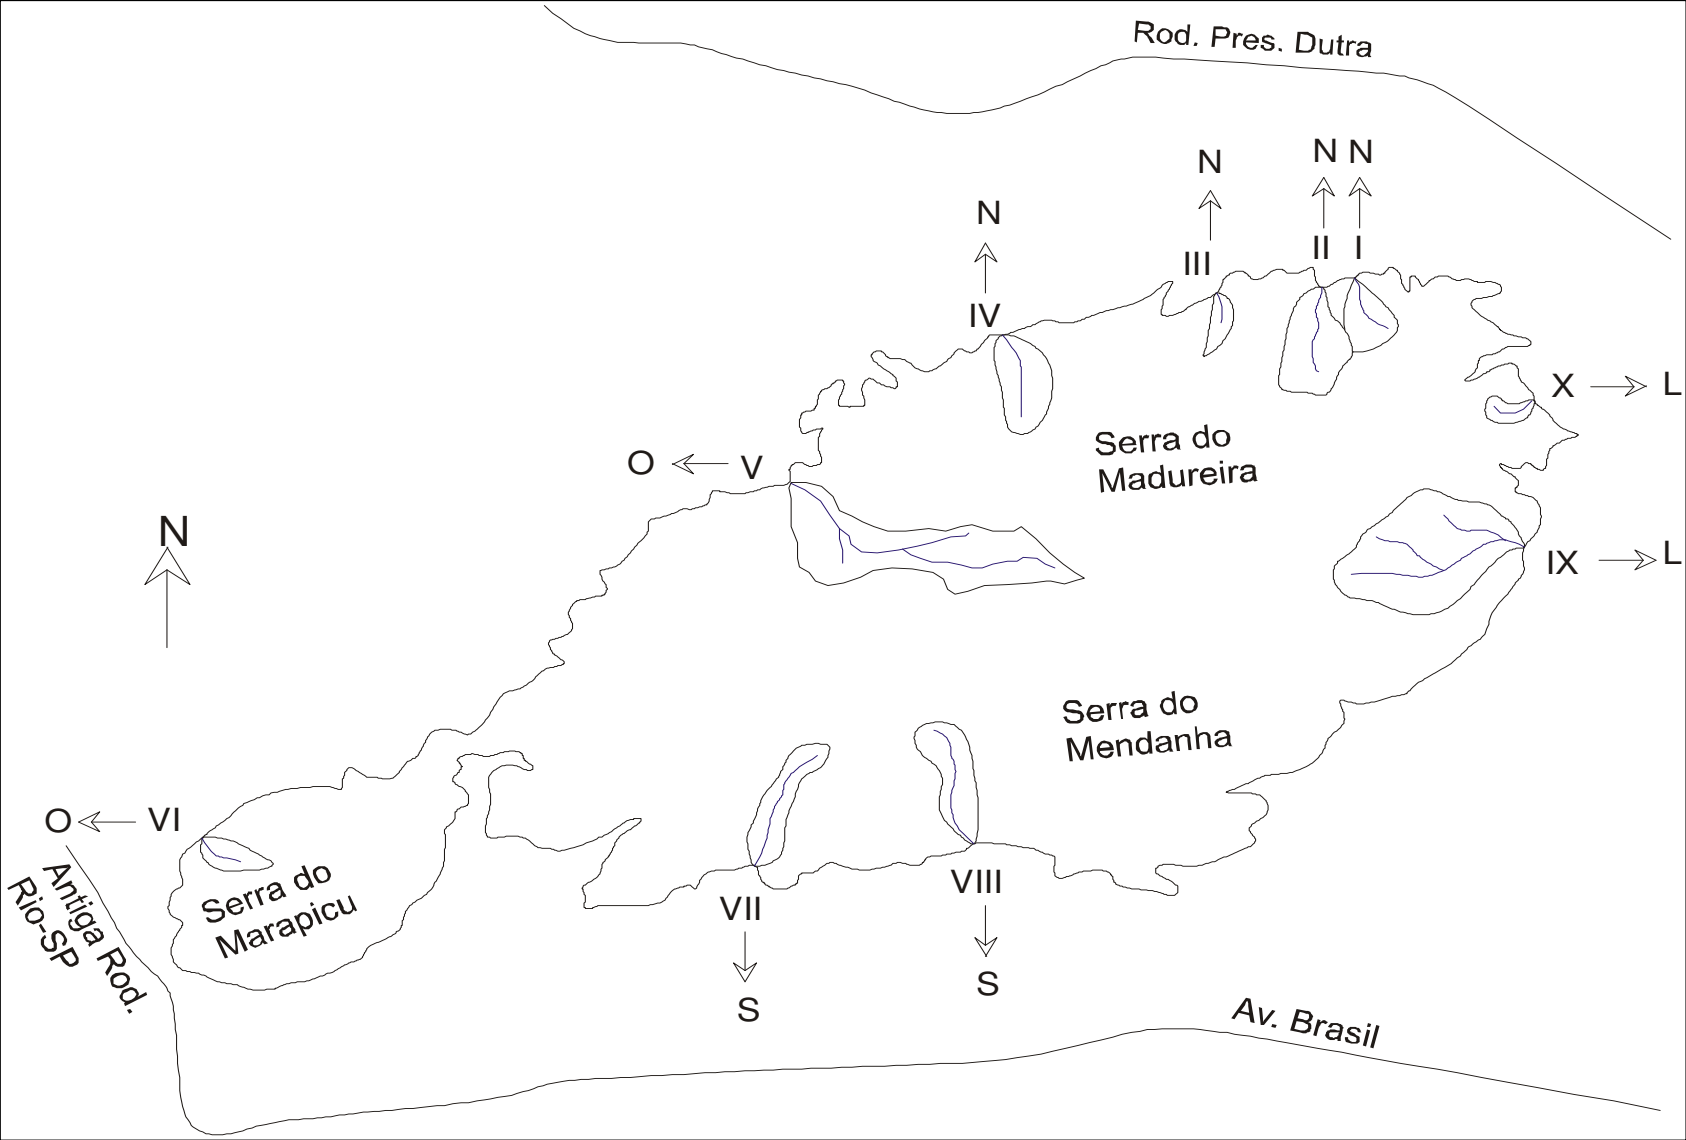 Rod. Pres. Dutra
N
N
N
N
II
I
III
IV
X
L
Serra do
Madureira
O
V
N
IX
L
Serra do
Mendanha
O
VI
Antiga Rod.
Rio-SP
Serra do
Marapicu
VII
S
VIII
S
Av. Brasil